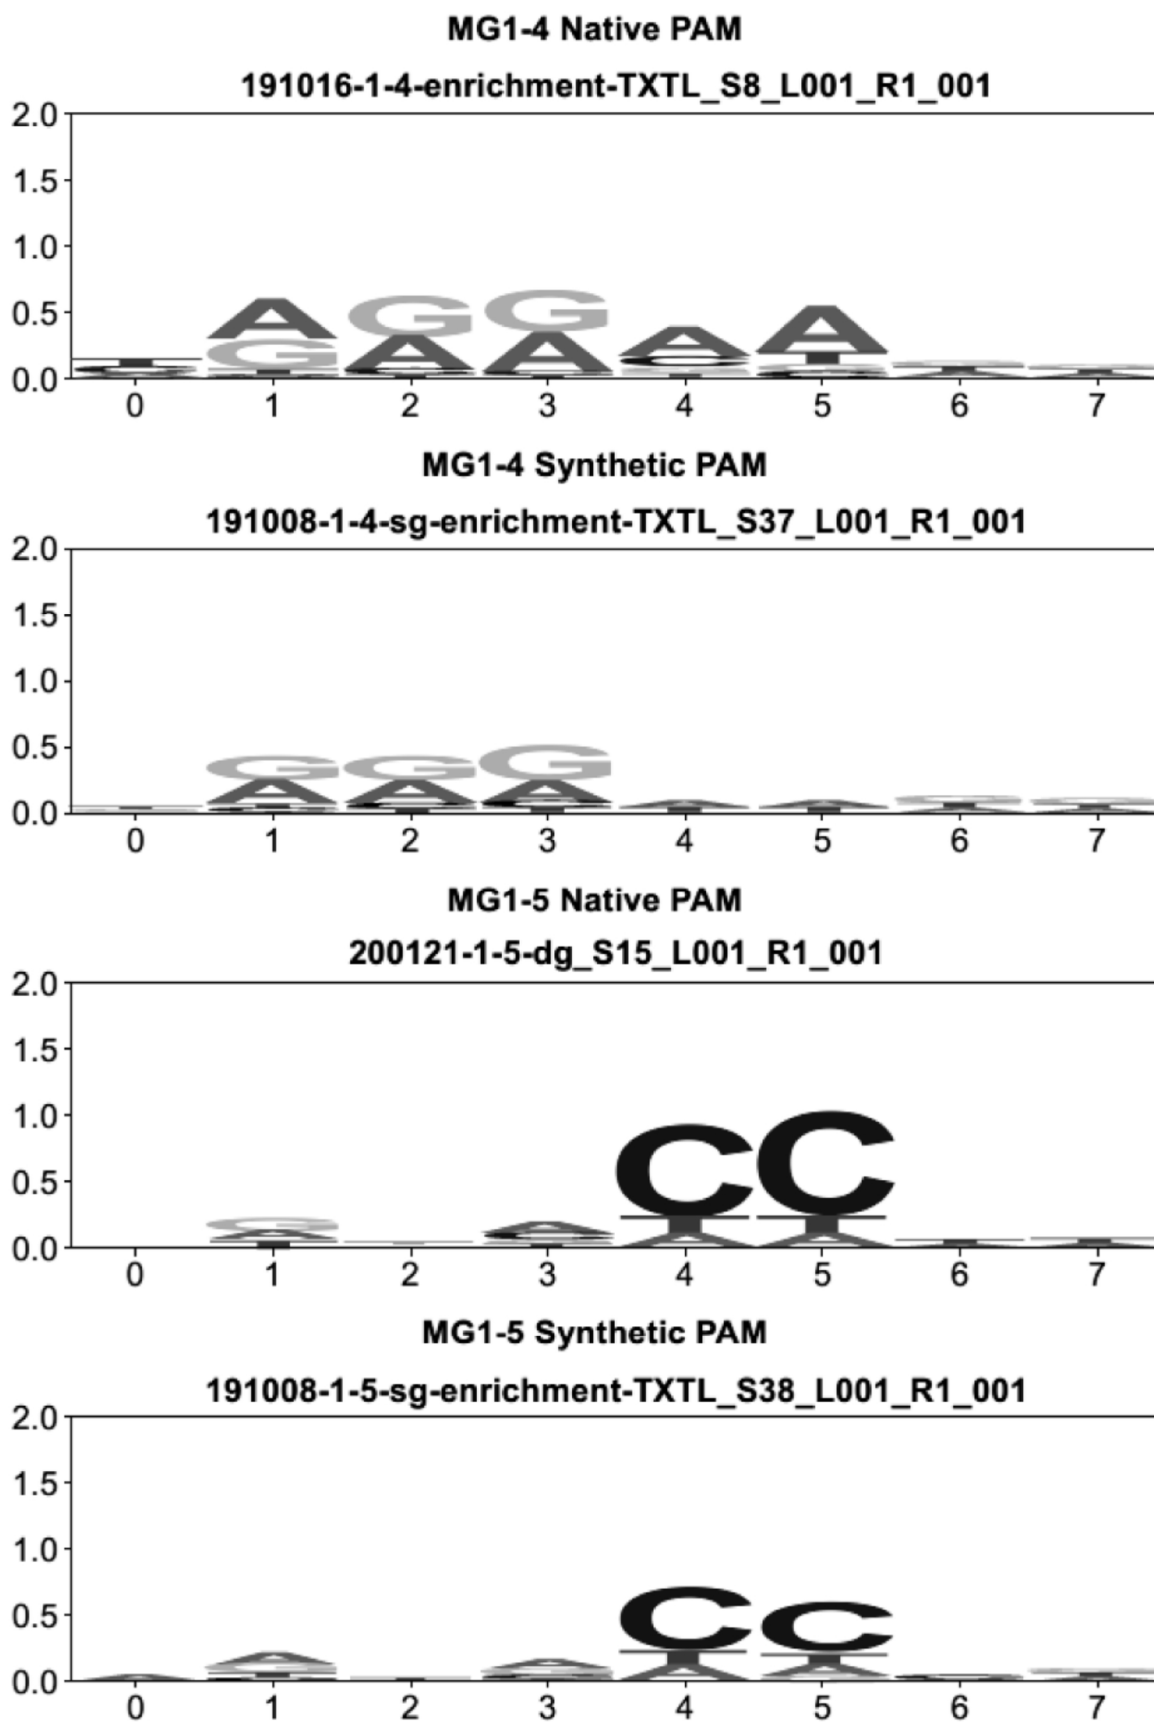 MG1-4 Native PAM
191016-1-4-enrichment-TXTL_S8_L001_R1_001
2.0
1.5
1.0
0.5
0.0
0 1 2 3 4 5 6 7
MG1-4 Synthetic PAM
191008-1-4-sg-enrichment-TXTL_S37_L001_R1_001
2.0
1.5
1.0
0.5
0.0
0 1 2 3 4 5 6 7
MG1-5 Native PAM
200121-1-5-dg_S15_L001_R1_001
2.0
1.5
1.0
0.5
0.0
0 1 2 3 4 5 6 7
MG1-5 Synthetic PAM
191008-1-5-sg-enrichment-TXTL_S38_L001_R1_001
2.0
1.5
1.0
0.5
0.0
0 1 2 3 4 5 6 7